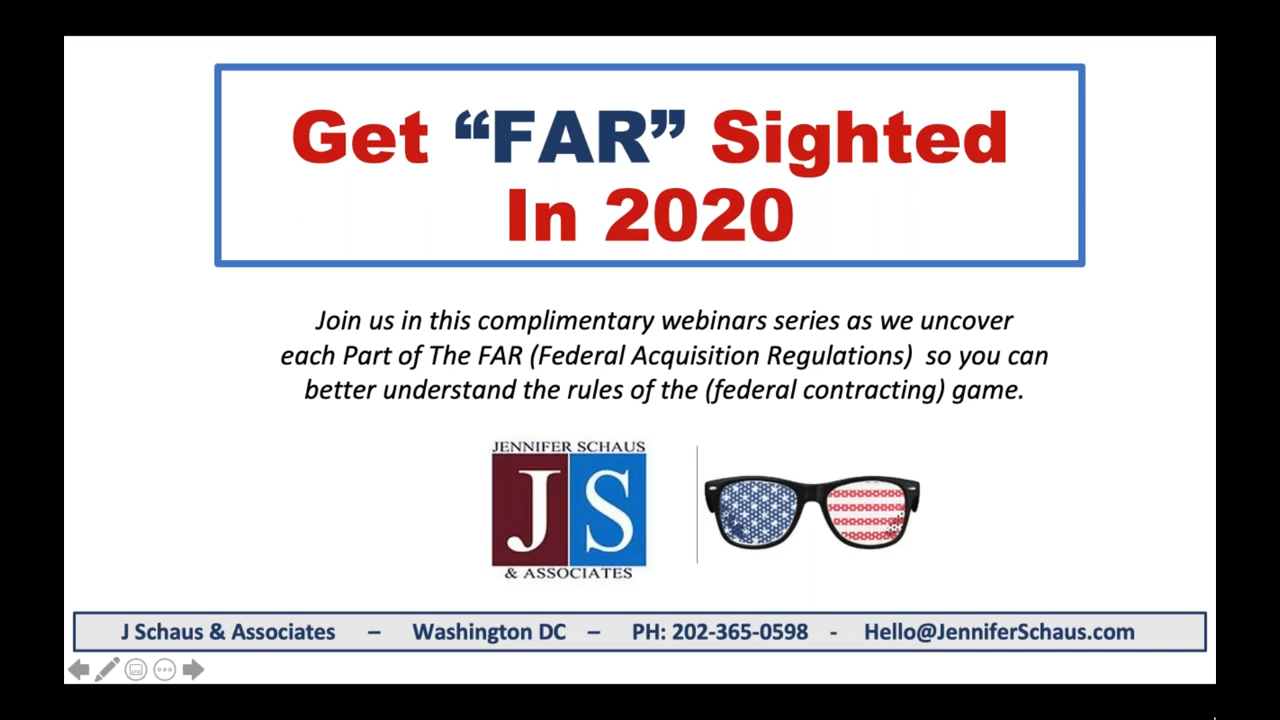 Get “FAR” Sighted
In 2020
Join us in this complimentary webinars series as we uncover
each Part of The FAR (Federal Acquisition Regulations)  so you can
better understand the rules of the (federal contracting) game.
JENNIFER SCHAUS
J S
& ASSOCIATES
J Schaus & Associates – Washington DC – PH: 202-365-0598 - Hello@JenniferSchaus.com